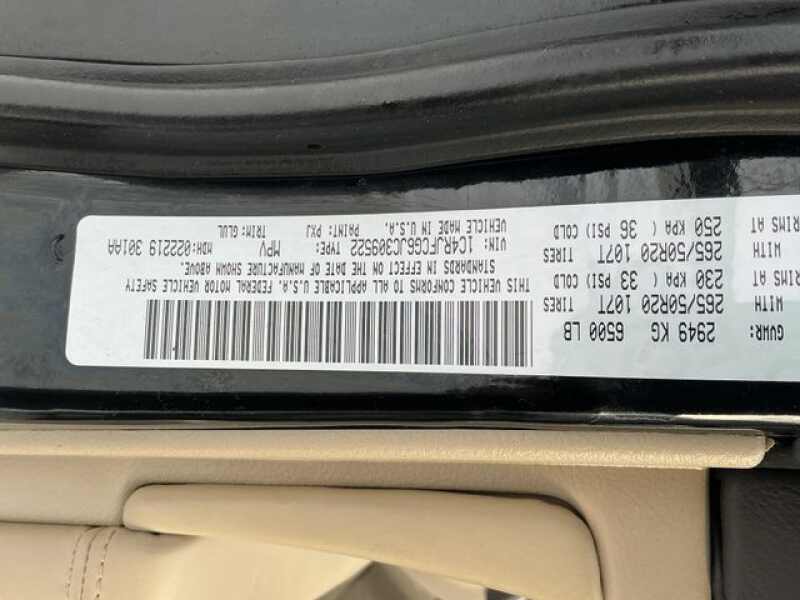 GVWR: 2949 KG 6500 LB
WITH 265/50R20 107T TIRES
RIMS AT 230 KPA ( 33 PSI) COLD
WITH 265/50R20 107T TIRES
RIMS AT 250 KPA ( 36 PSI) COLD
THIS VEHICLE CONFORMS TO ALL APPLICABLE U.S.A. FEDERAL MOTOR VEHICLE SAFETY
STANDARDS IN EFFECT ON THE DATE OF MANUFACTURE SHOWN ABOVE.
VIN: 1C4RJFCG6JC309522 TYPE: MPV MDH:022219 301AA
PAINT: PXJ TRIM:GLUL
VEHICLE MADE IN U.S.A.